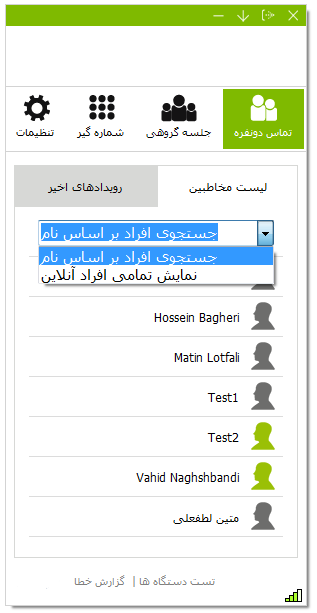 تماس دونفره
جلسه گروهی
شماره گیر
تنظیمات
لیست مخاطبین
رویدادهای اخیر
جستجوی افراد بر اساس نام
جستجوی افراد بر اساس نام
نمایش تمامی افراد آنلاین
Hossein Bagheri
Matin Lotfali
Test1
Test2
Vahid Naghshbandi
متین لطفعلی
تست دستگاه ها | گزارش خطا